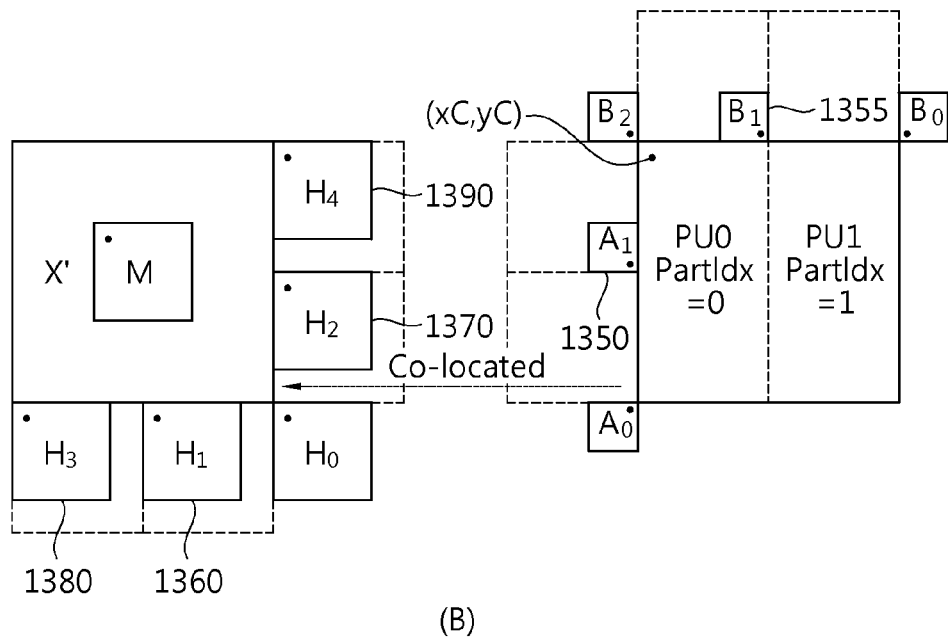 B₂
B₁
1355
B₀
(xC,yC)
H₄
1390
X'
M
A₁
PU0
PartIdx
=0
PU1
PartIdx
=1
H₂
1370
1350
Co-located
H₃
H₁
H₀
A₀
1380
1360
(B)